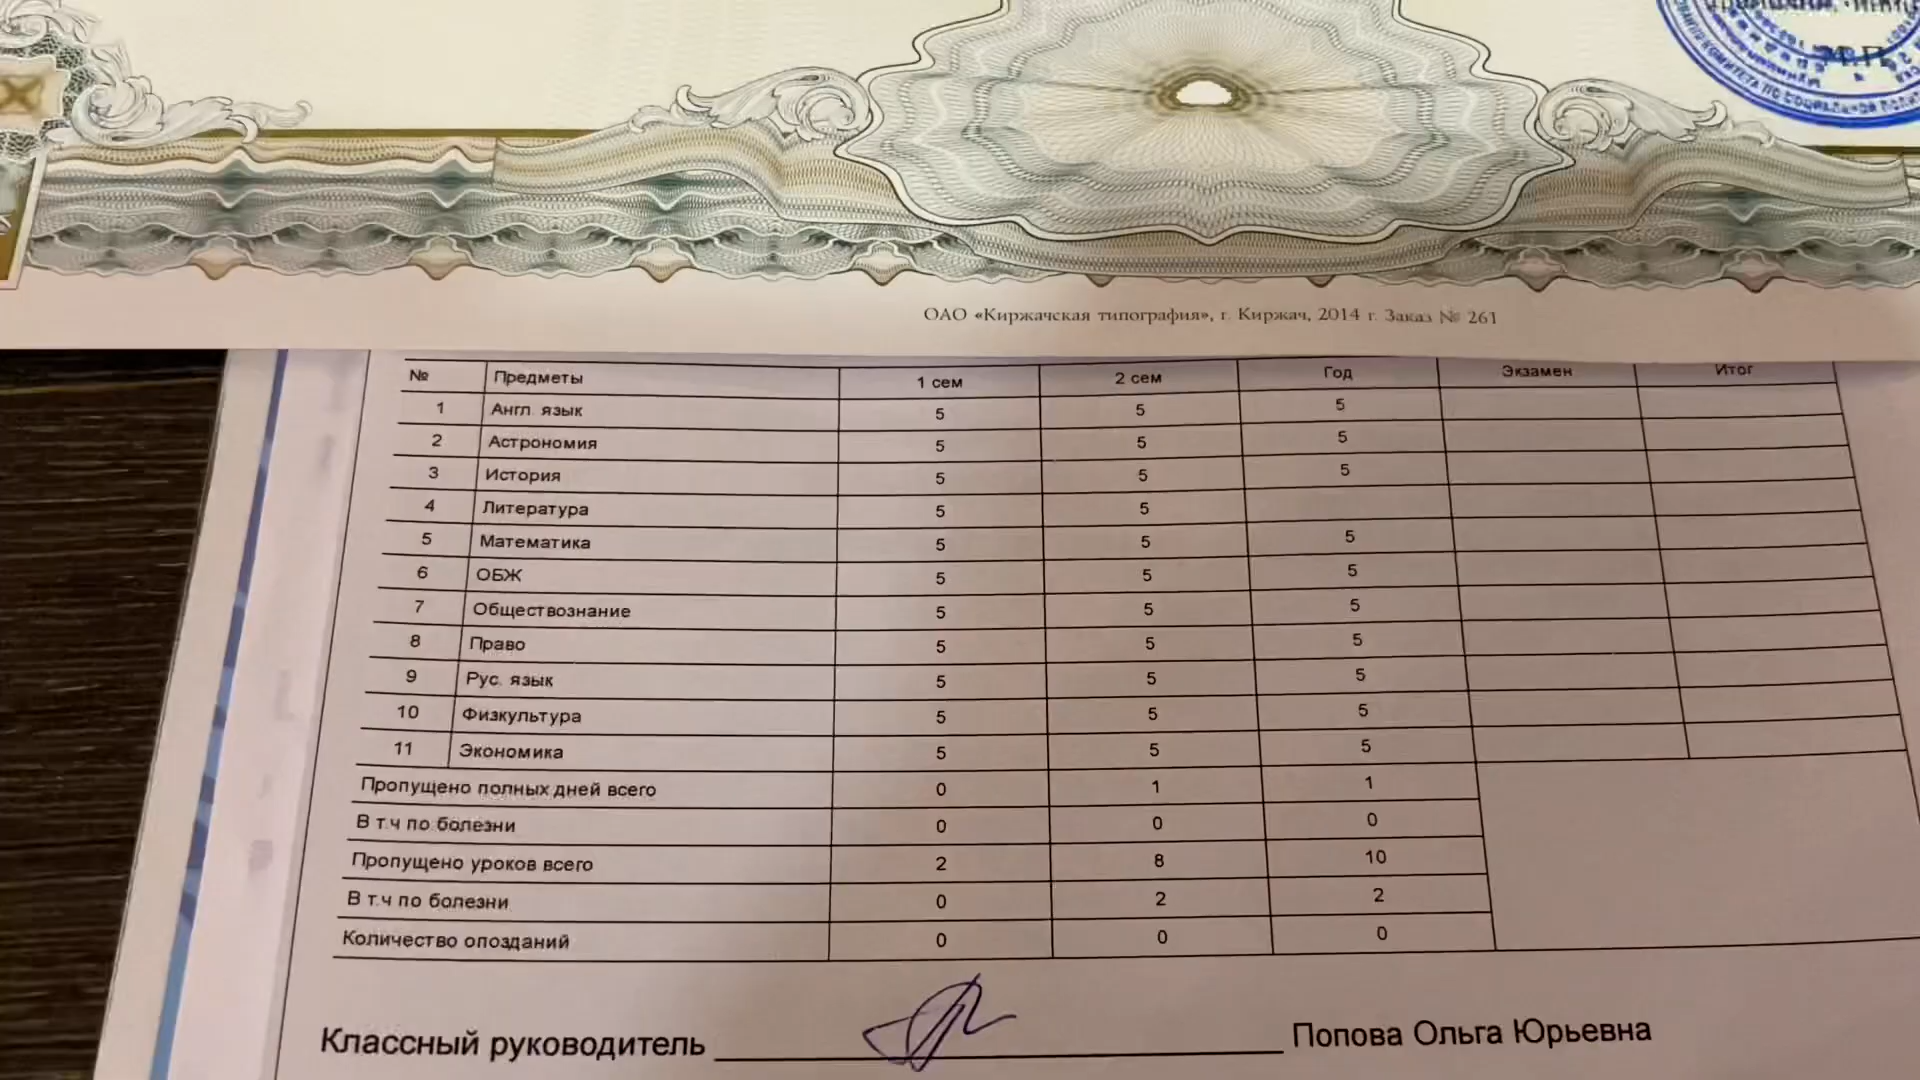 КОМИТЕТА ПО СОЦИАЛЬНОЙ
М.П.
ОАО «Киржачская типография», г. Киржач, 2014 г. Заказ № 261
№ Предметы 1 сем 2 сем Год Экзамен Итог
1 Англ. язык 5 5 5
2 Астрономия 5 5 5
3 История 5 5 5
4 Литература 5 5
5 Математика 5 5 5
6 ОБЖ 5 5 5
7 Обществознание 5 5 5
8 Право 5 5 5
9 Рус. язык 5 5 5
10 Физкультура 5 5 5
11 Экономика 5 5 5
Пропущено полных дней всего 0 1 1
В т.ч по болезни 0 0 0
Пропущено уроков всего 2 8 10
В т.ч по болезни 0 2 2
Количество опозданий 0 0 0
Классный руководитель Попова Ольга Юрьевна